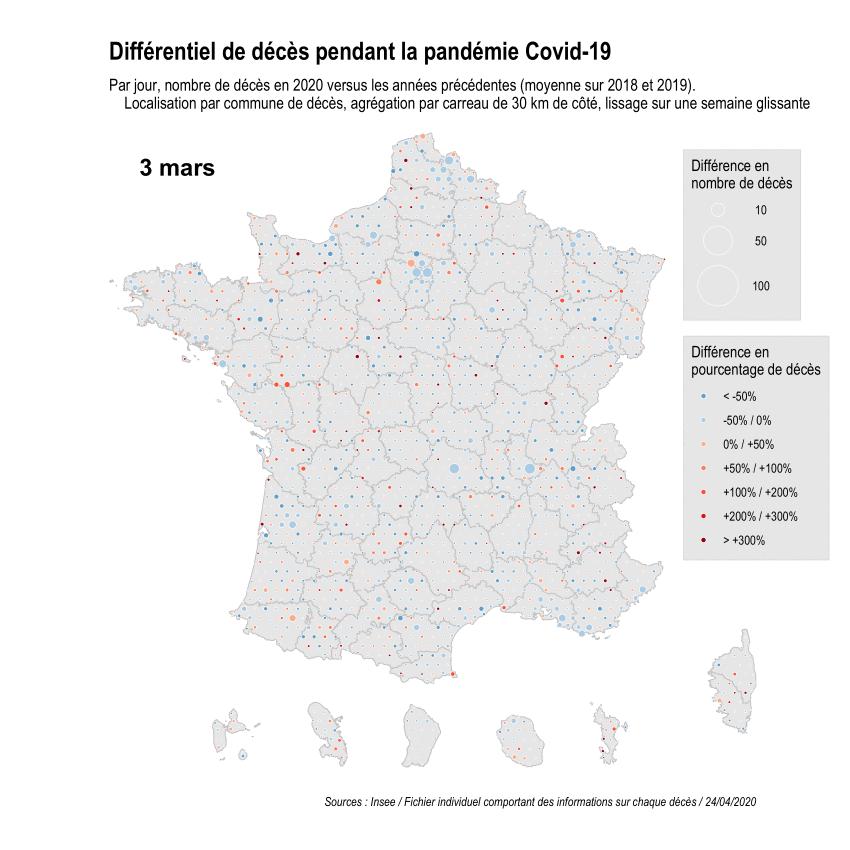 Différentiel de décès pendant la pandémie Covid-19
Par jour, nombre de décès en 2020 versus les années précédentes (moyenne sur 2018 et 2019).
Localisation par commune de décès, agrégation par carreau de 30 km de côté, lissage sur une semaine glissante
3 mars
Différence en
nombre de décès
10
50
100
Différence en
pourcentage de décès
< -50%
-50% / 0%
0% / +50%
+50% / +100%
+100% / +200%
+200% / +300%
> +300%
Sources : Insee / Fichier individuel comportant des informations sur chaque décès / 24/04/2020